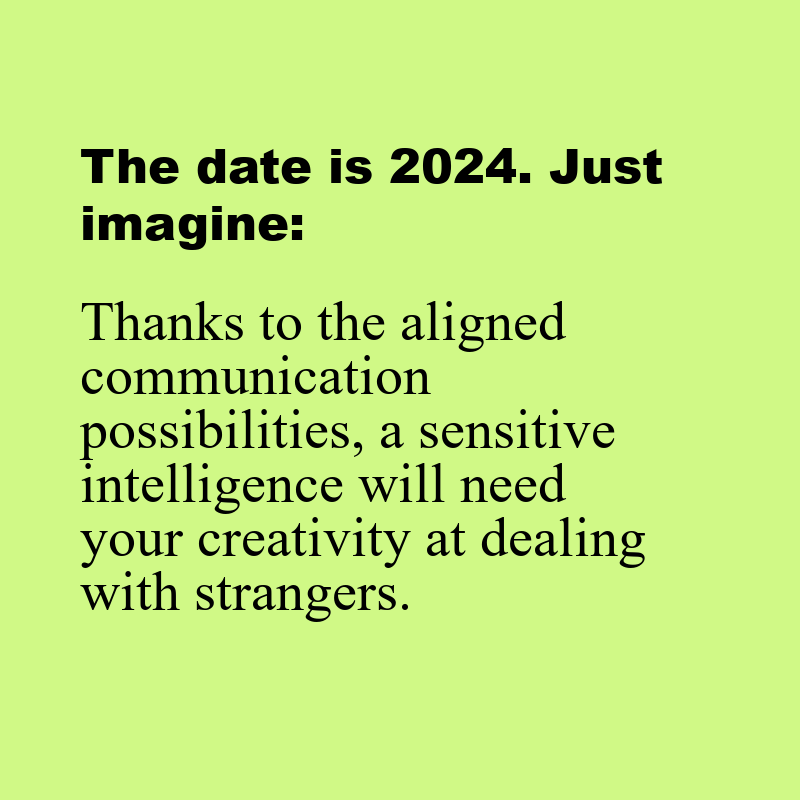 The date is 2024. Just
imagine:
Thanks to the aligned
communication
possibilities, a sensitive
intelligence will need
your creativity at dealing
with strangers.